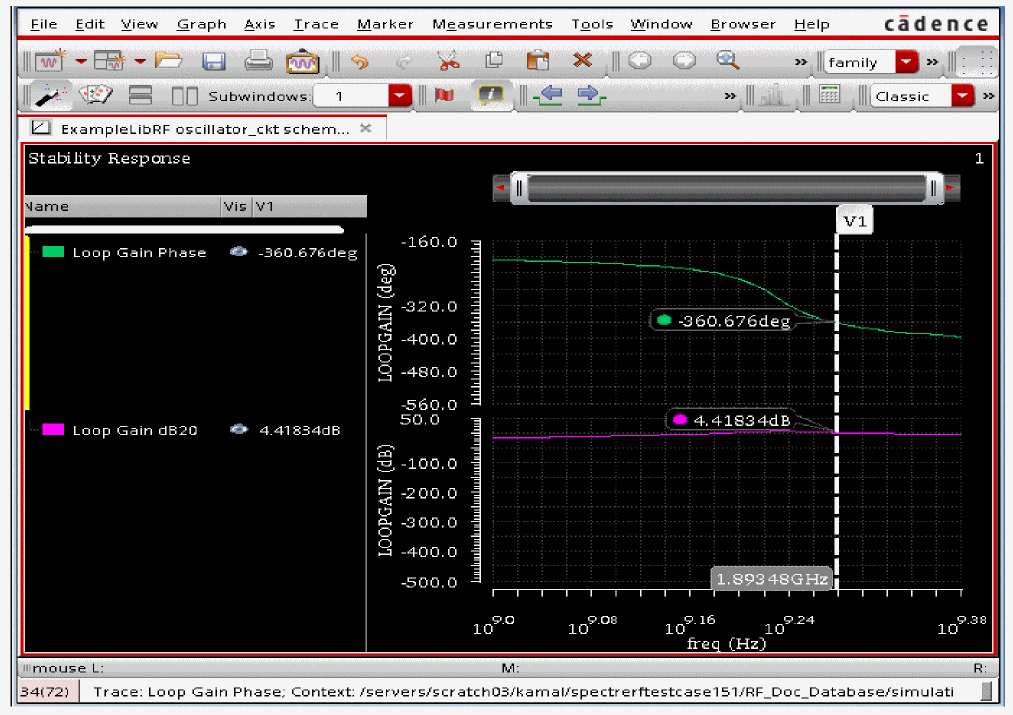 File Edit View Graph Axis Trace Marker Measurements Tools Window Browser Help cādence
» family »
Subwindows: 1 » Classic »
ExampleLibRF oscillator_ckt schem...
Stability Response 1
Name Vis V1
V1
Loop Gain Phase -360.676deg
Loop Gain dB20 4.41834dB
LOOPGAIN (deg)
-160.0
-320.0
-400.0
-480.0
-560.0
-360.676deg
LOOPGAIN (dB)
50.0
-100.0
-200.0
-300.0
-400.0
-500.0
4.41834dB
1.89348GHz
10^9.0 10^9.08 10^9.16 10^9.24 10^9.38
freq (Hz)
mouse L: M: R:
34(72) Trace: Loop Gain Phase; Context: /servers/scratch03/kamal/spectrerftestcase151/RF_Doc_Database/simulati